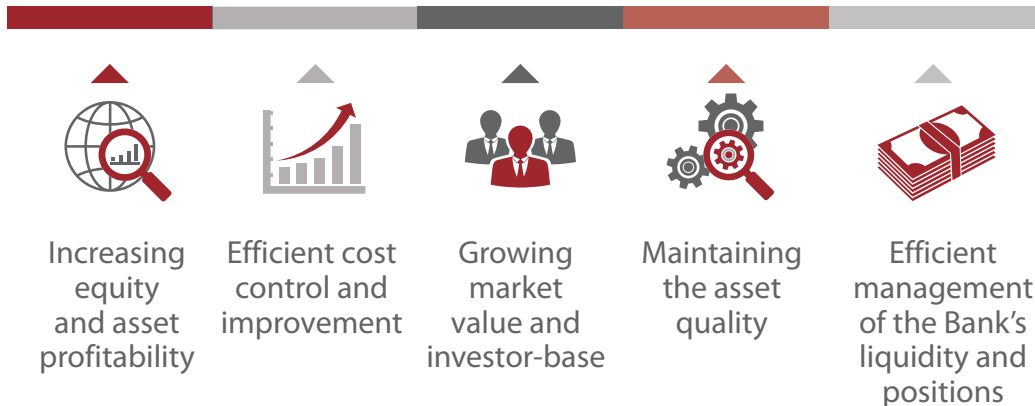 Increasing
equity
and asset
profitability
Efficient cost
control and
improvement
Growing
market
value and
investor-base
Maintaining
the asset
quality
Efficient
management
of the Bank’s
liquidity and
positions